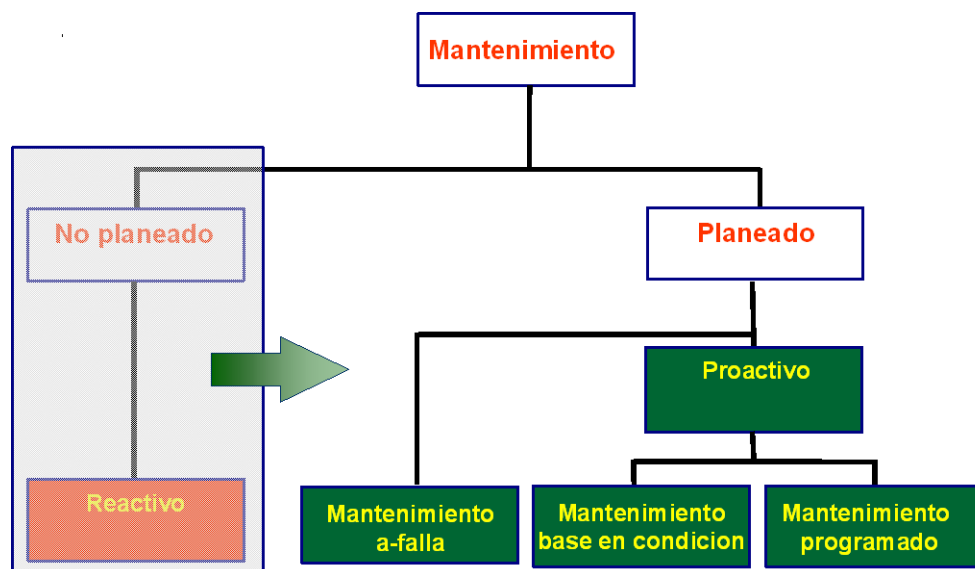 Mantenimiento
No planeado
Planeado
Proactivo
Reactivo
Mantenimiento
a-falla
Mantenimiento
base en condicion
Mantenimiento
programado